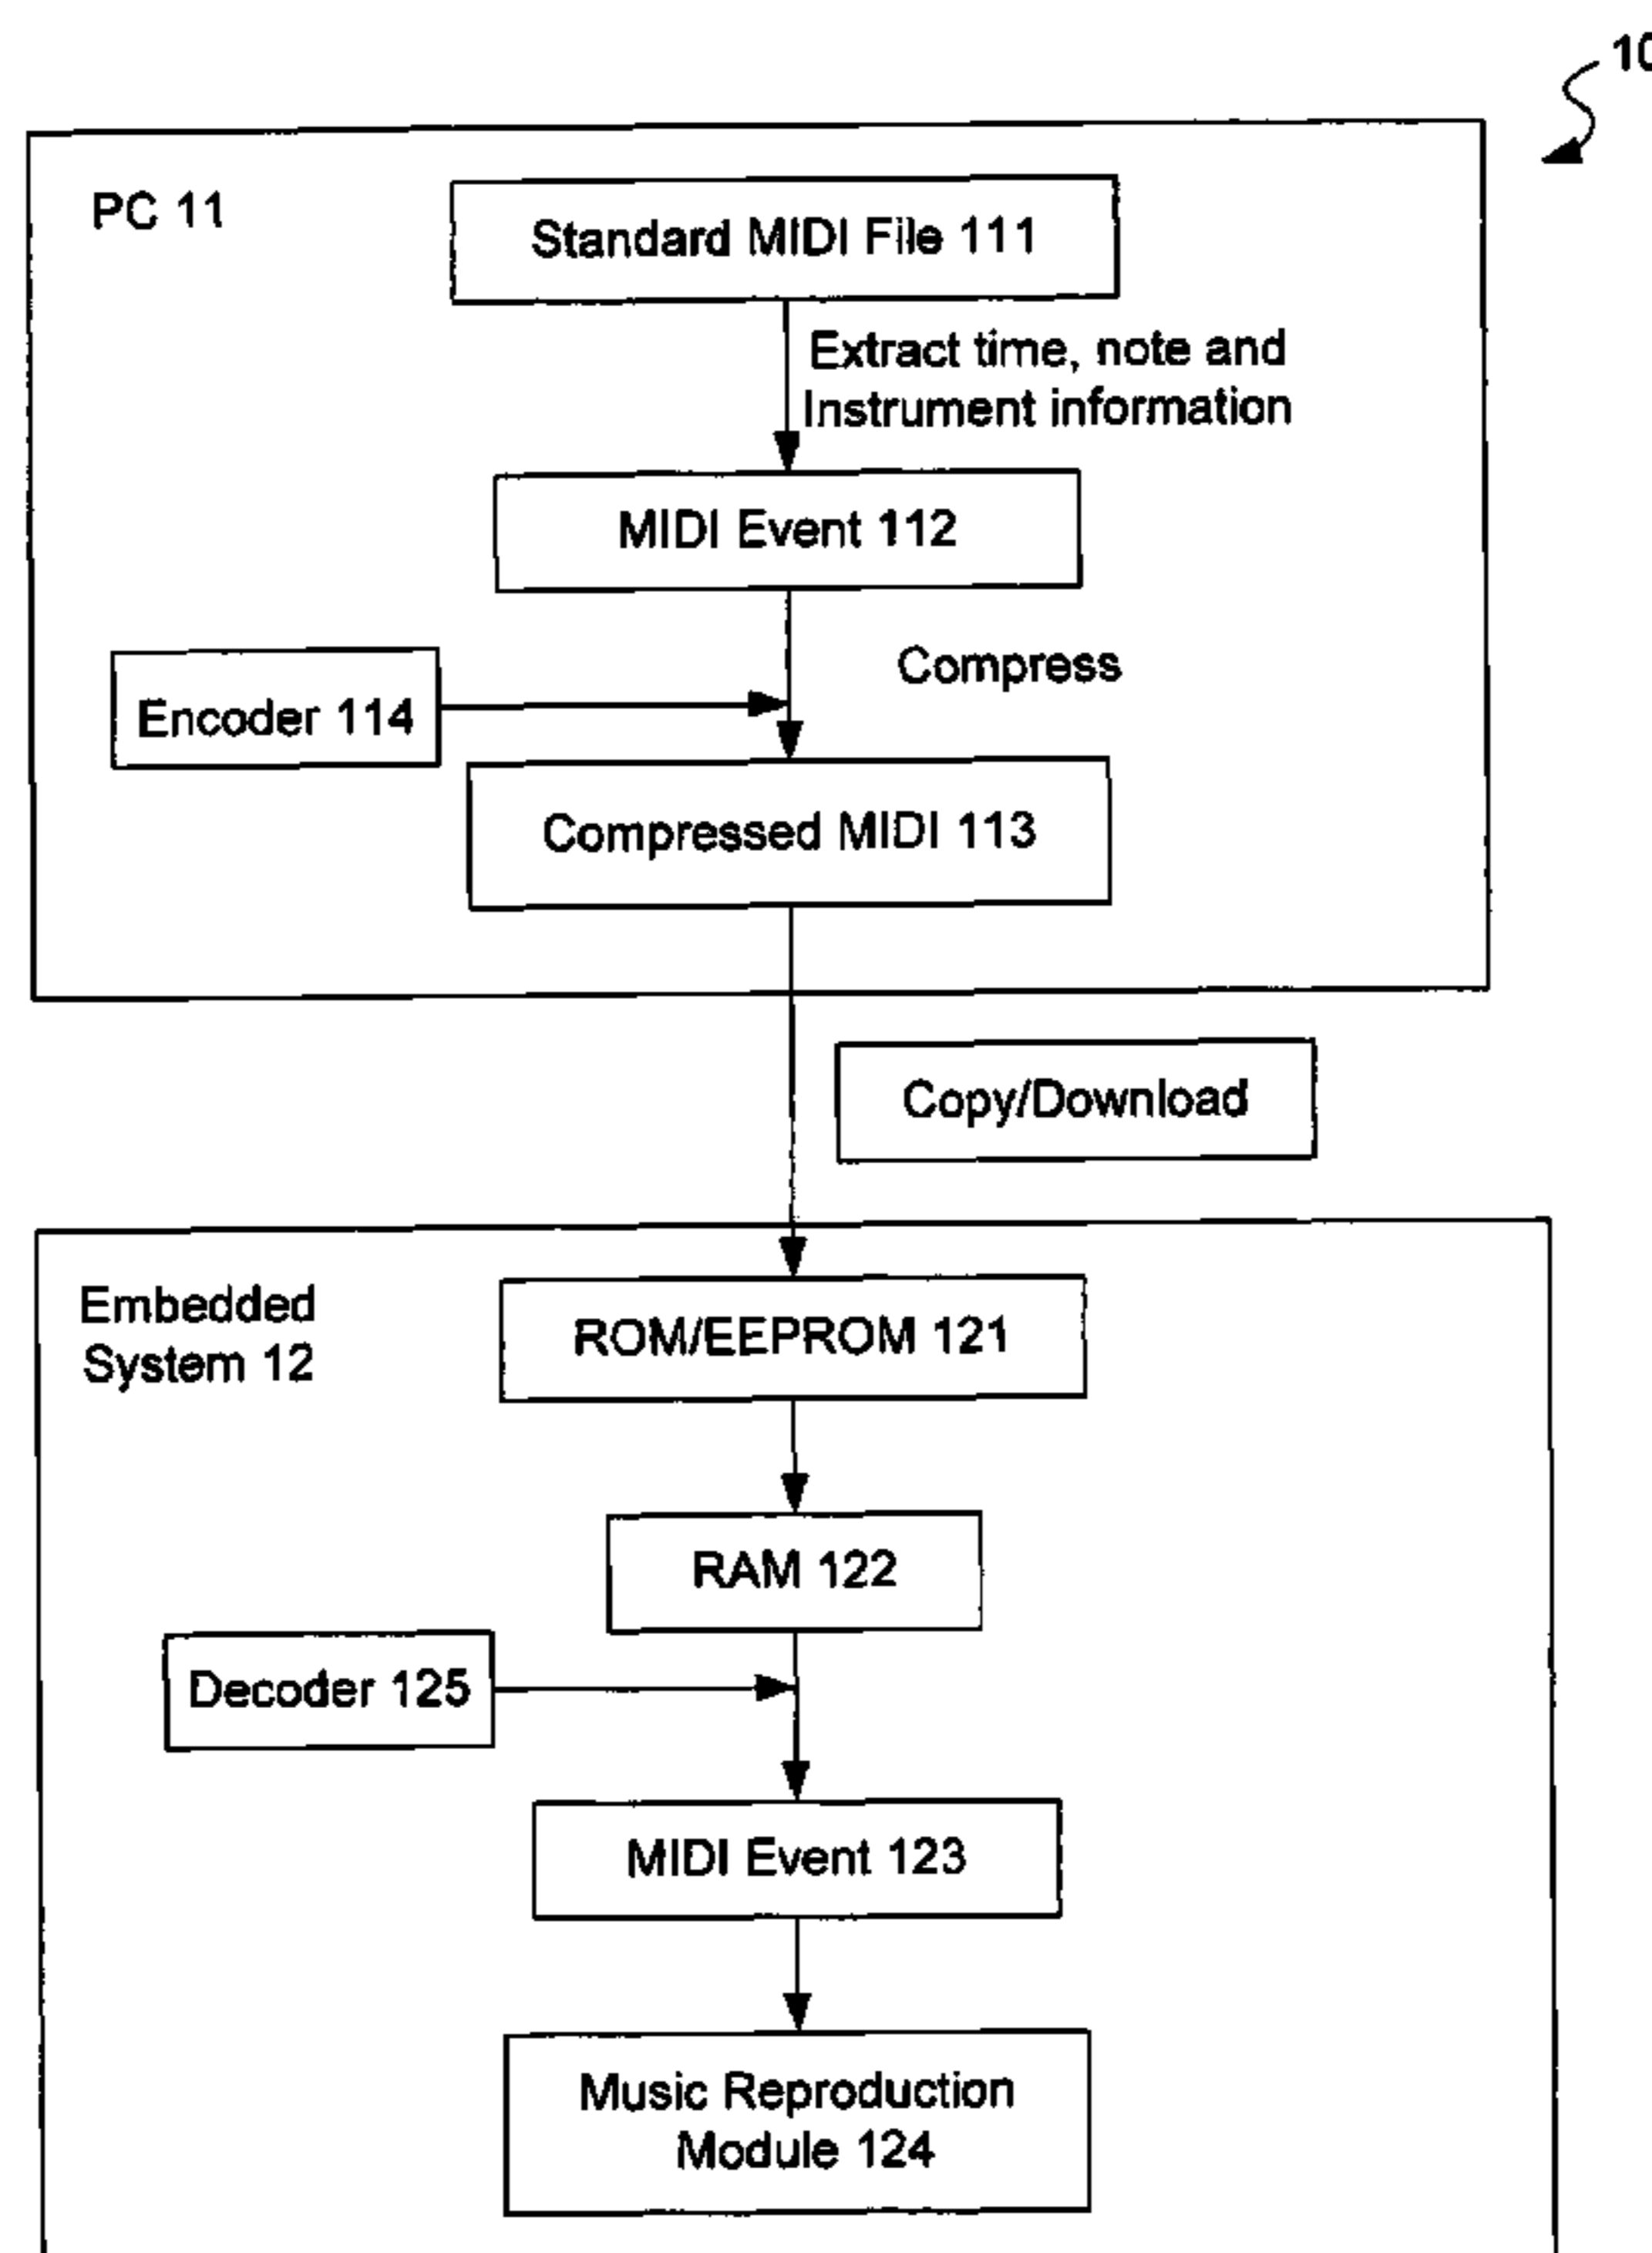 10
PC 11
Standard MIDI File 111
Extract time, note and
Instrument information
MIDI Event 112
Compress
Encoder 114
Compressed MIDI 113
Copy/Download
Embedded
System 12
ROM/EEPROM 121
RAM 122
Decoder 125
MIDI Event 123
Music Reproduction
Module 124